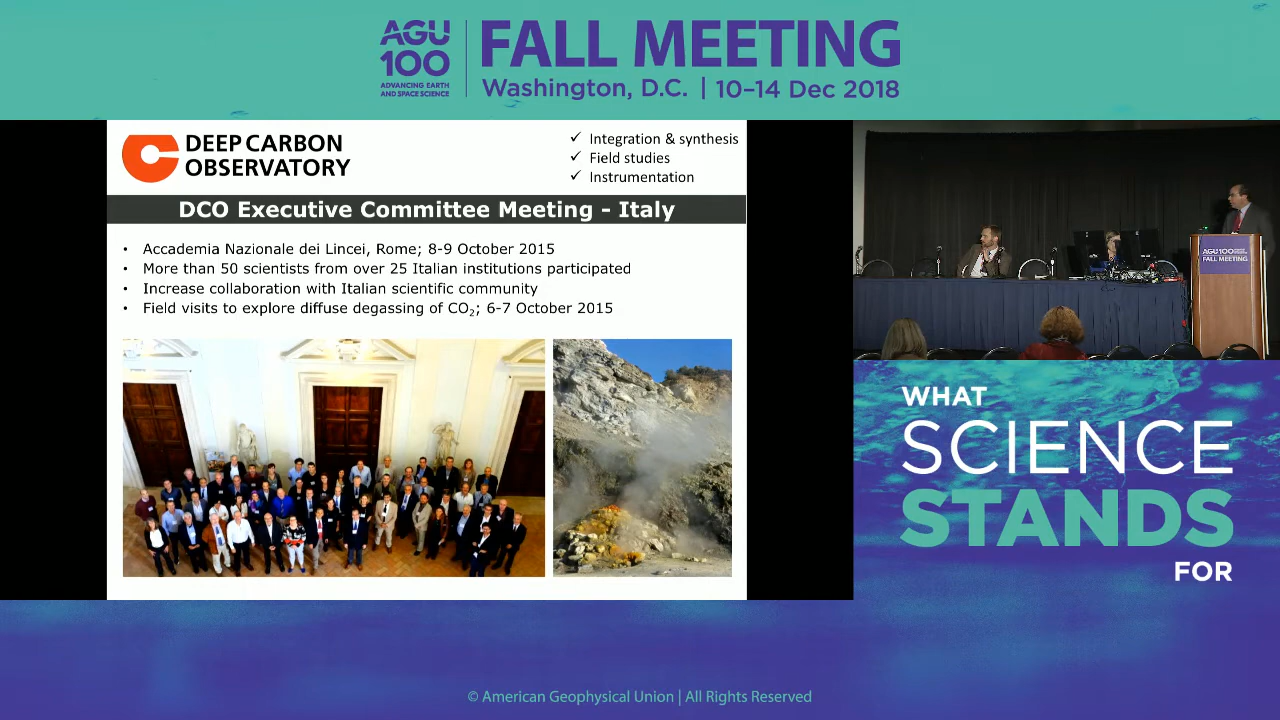 AGU
100
ADVANCING EARTH
AND SPACE SCIENCE
FALL MEETING
Washington, D.C. | 10–14 Dec 2018
DEEP CARBON
OBSERVATORY
✓ Integration & synthesis
✓ Field studies
✓ Instrumentation
DCO Executive Committee Meeting - Italy
• Accademia Nazionale dei Lincei, Rome; 8-9 October 2015
• More than 50 scientists from over 25 Italian institutions participated
• Increase collaboration with Italian scientific community
• Field visits to explore diffuse degassing of CO₂; 6-7 October 2015
AGU100
FALL MEETING
WHAT
SCIENCE
STANDS
FOR
© American Geophysical Union | All Rights Reserved